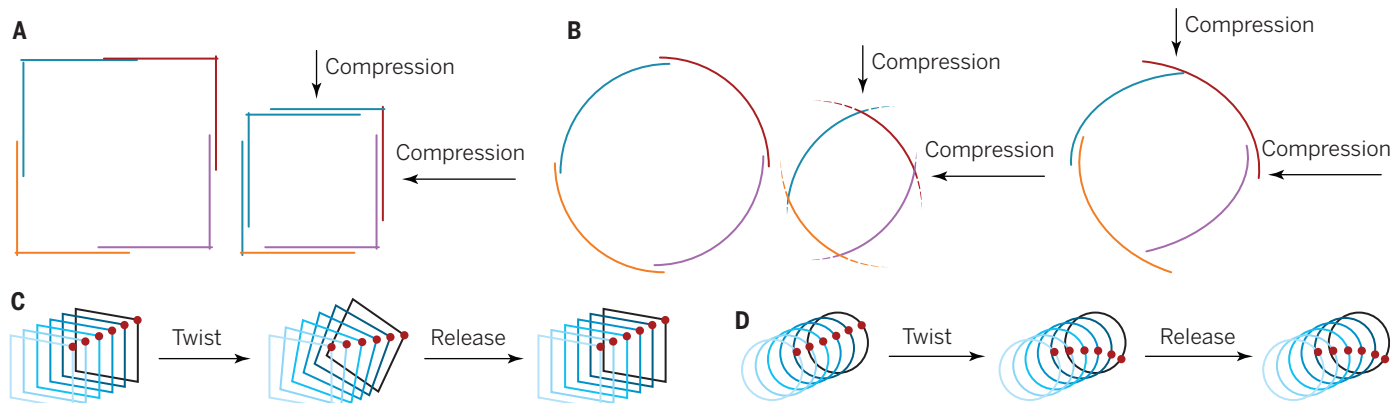 A
Compression
Compression
B
Compression
Compression
Compression
Compression
C
Twist
Release
D
Twist
Release